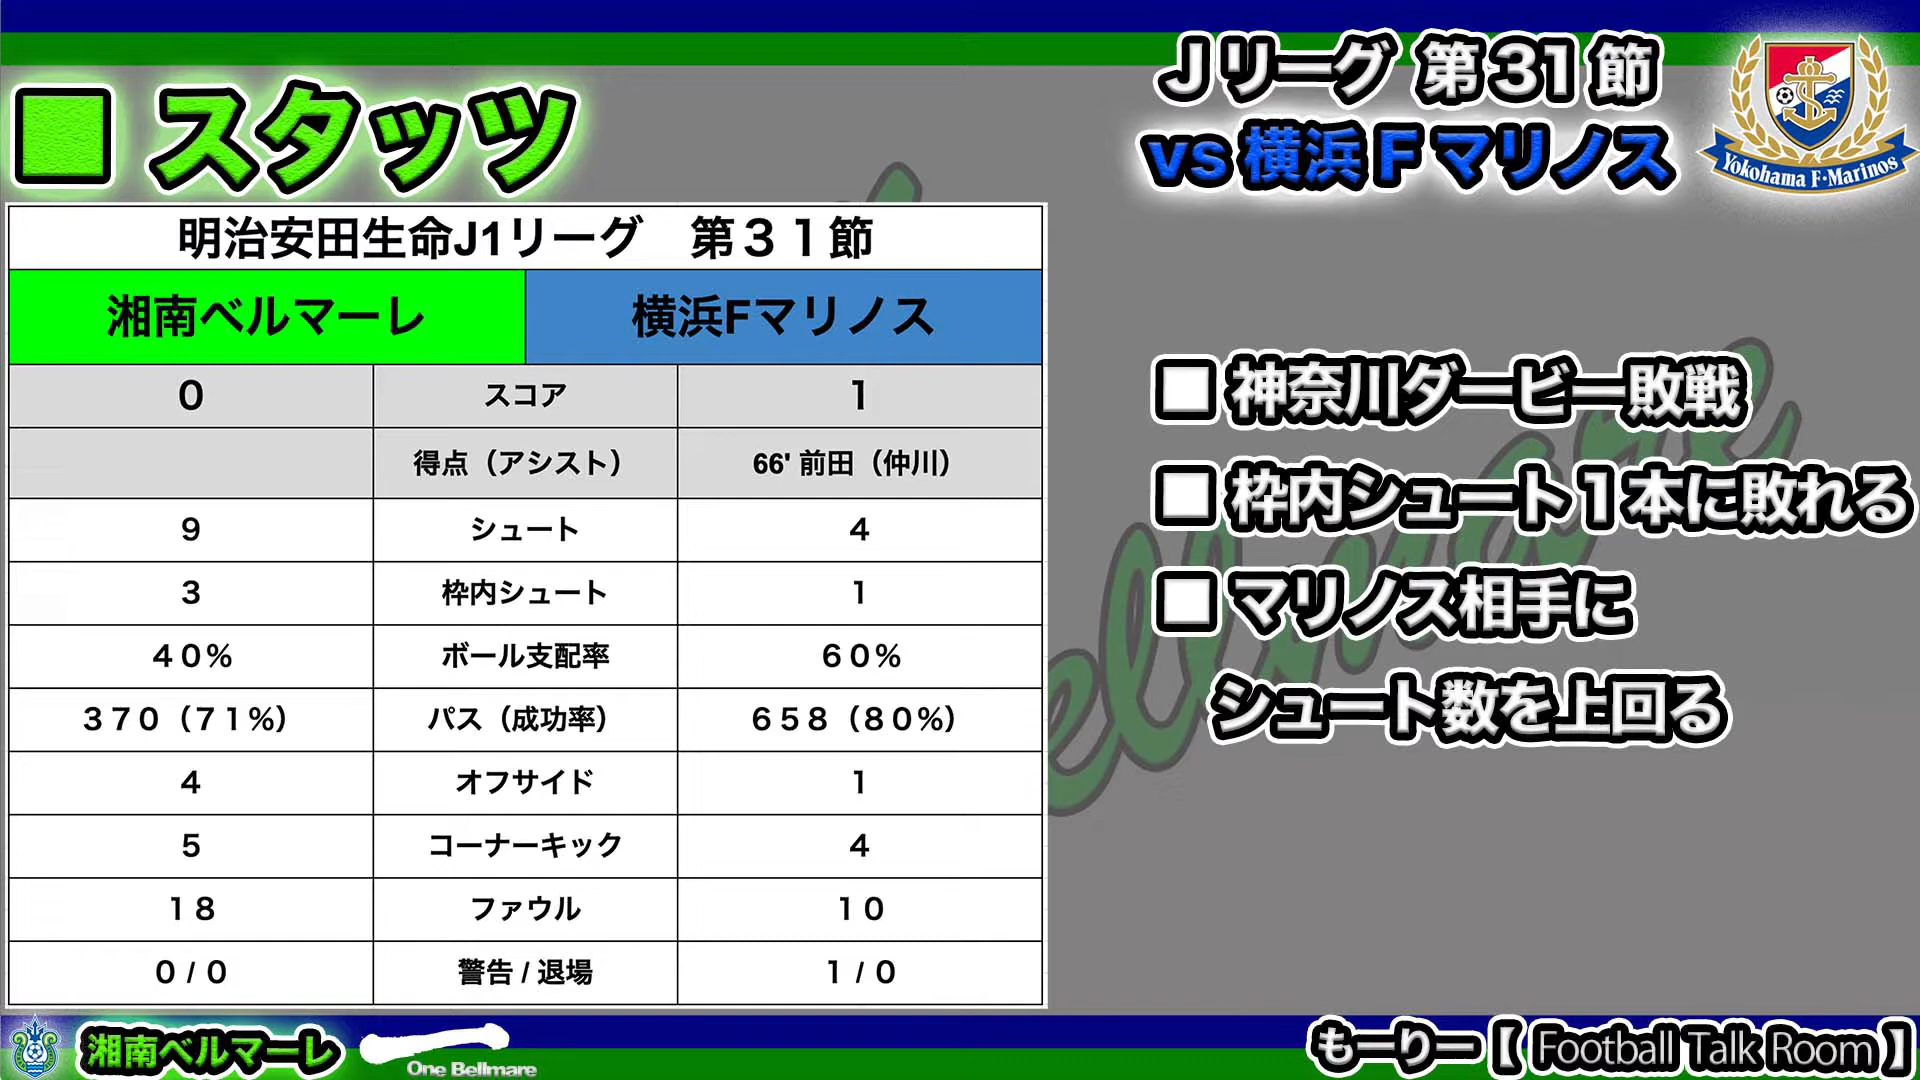 ■ スタッツ
Jリーグ 第31節
vs 横浜Fマリノス
Yokohama F・Marinos
明治安田生命J1リーグ　第３１節
湘南ベルマーレ 横浜Fマリノス
0 スコア 1
得点（アシスト） 66' 前田（仲川）
9 シュート 4
3 枠内シュート 1
４０％ ボール支配率 ６０％
３７０（７１％） パス（成功率） ６５８（８０％）
4 オフサイド 1
5 コーナーキック 4
１８ ファウル １０
0 / 0 警告 / 退場 1 / 0
□ 神奈川ダービー敗戦
□ 枠内シュート１本に敗れる
□ マリノス相手に
シュート数を上回る
湘南ベルマーレ
One Bellmare
もーりー【 Football Talk Room 】